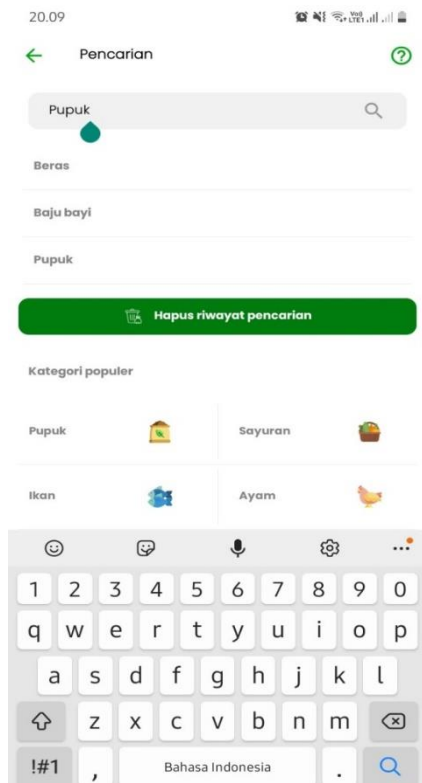 20.09
Pencarian
Pupuk
Beras
Baju bayi
Pupuk
Hapus riwayat pencarian
Kategori populer
Pupuk Sayuran
Ikan Ayam
1 2 3 4 5 6 7 8 9 0
q w e r t y u i o p
a s d f g h j k l
z x c v b n m
!#1 , Bahasa Indonesia .